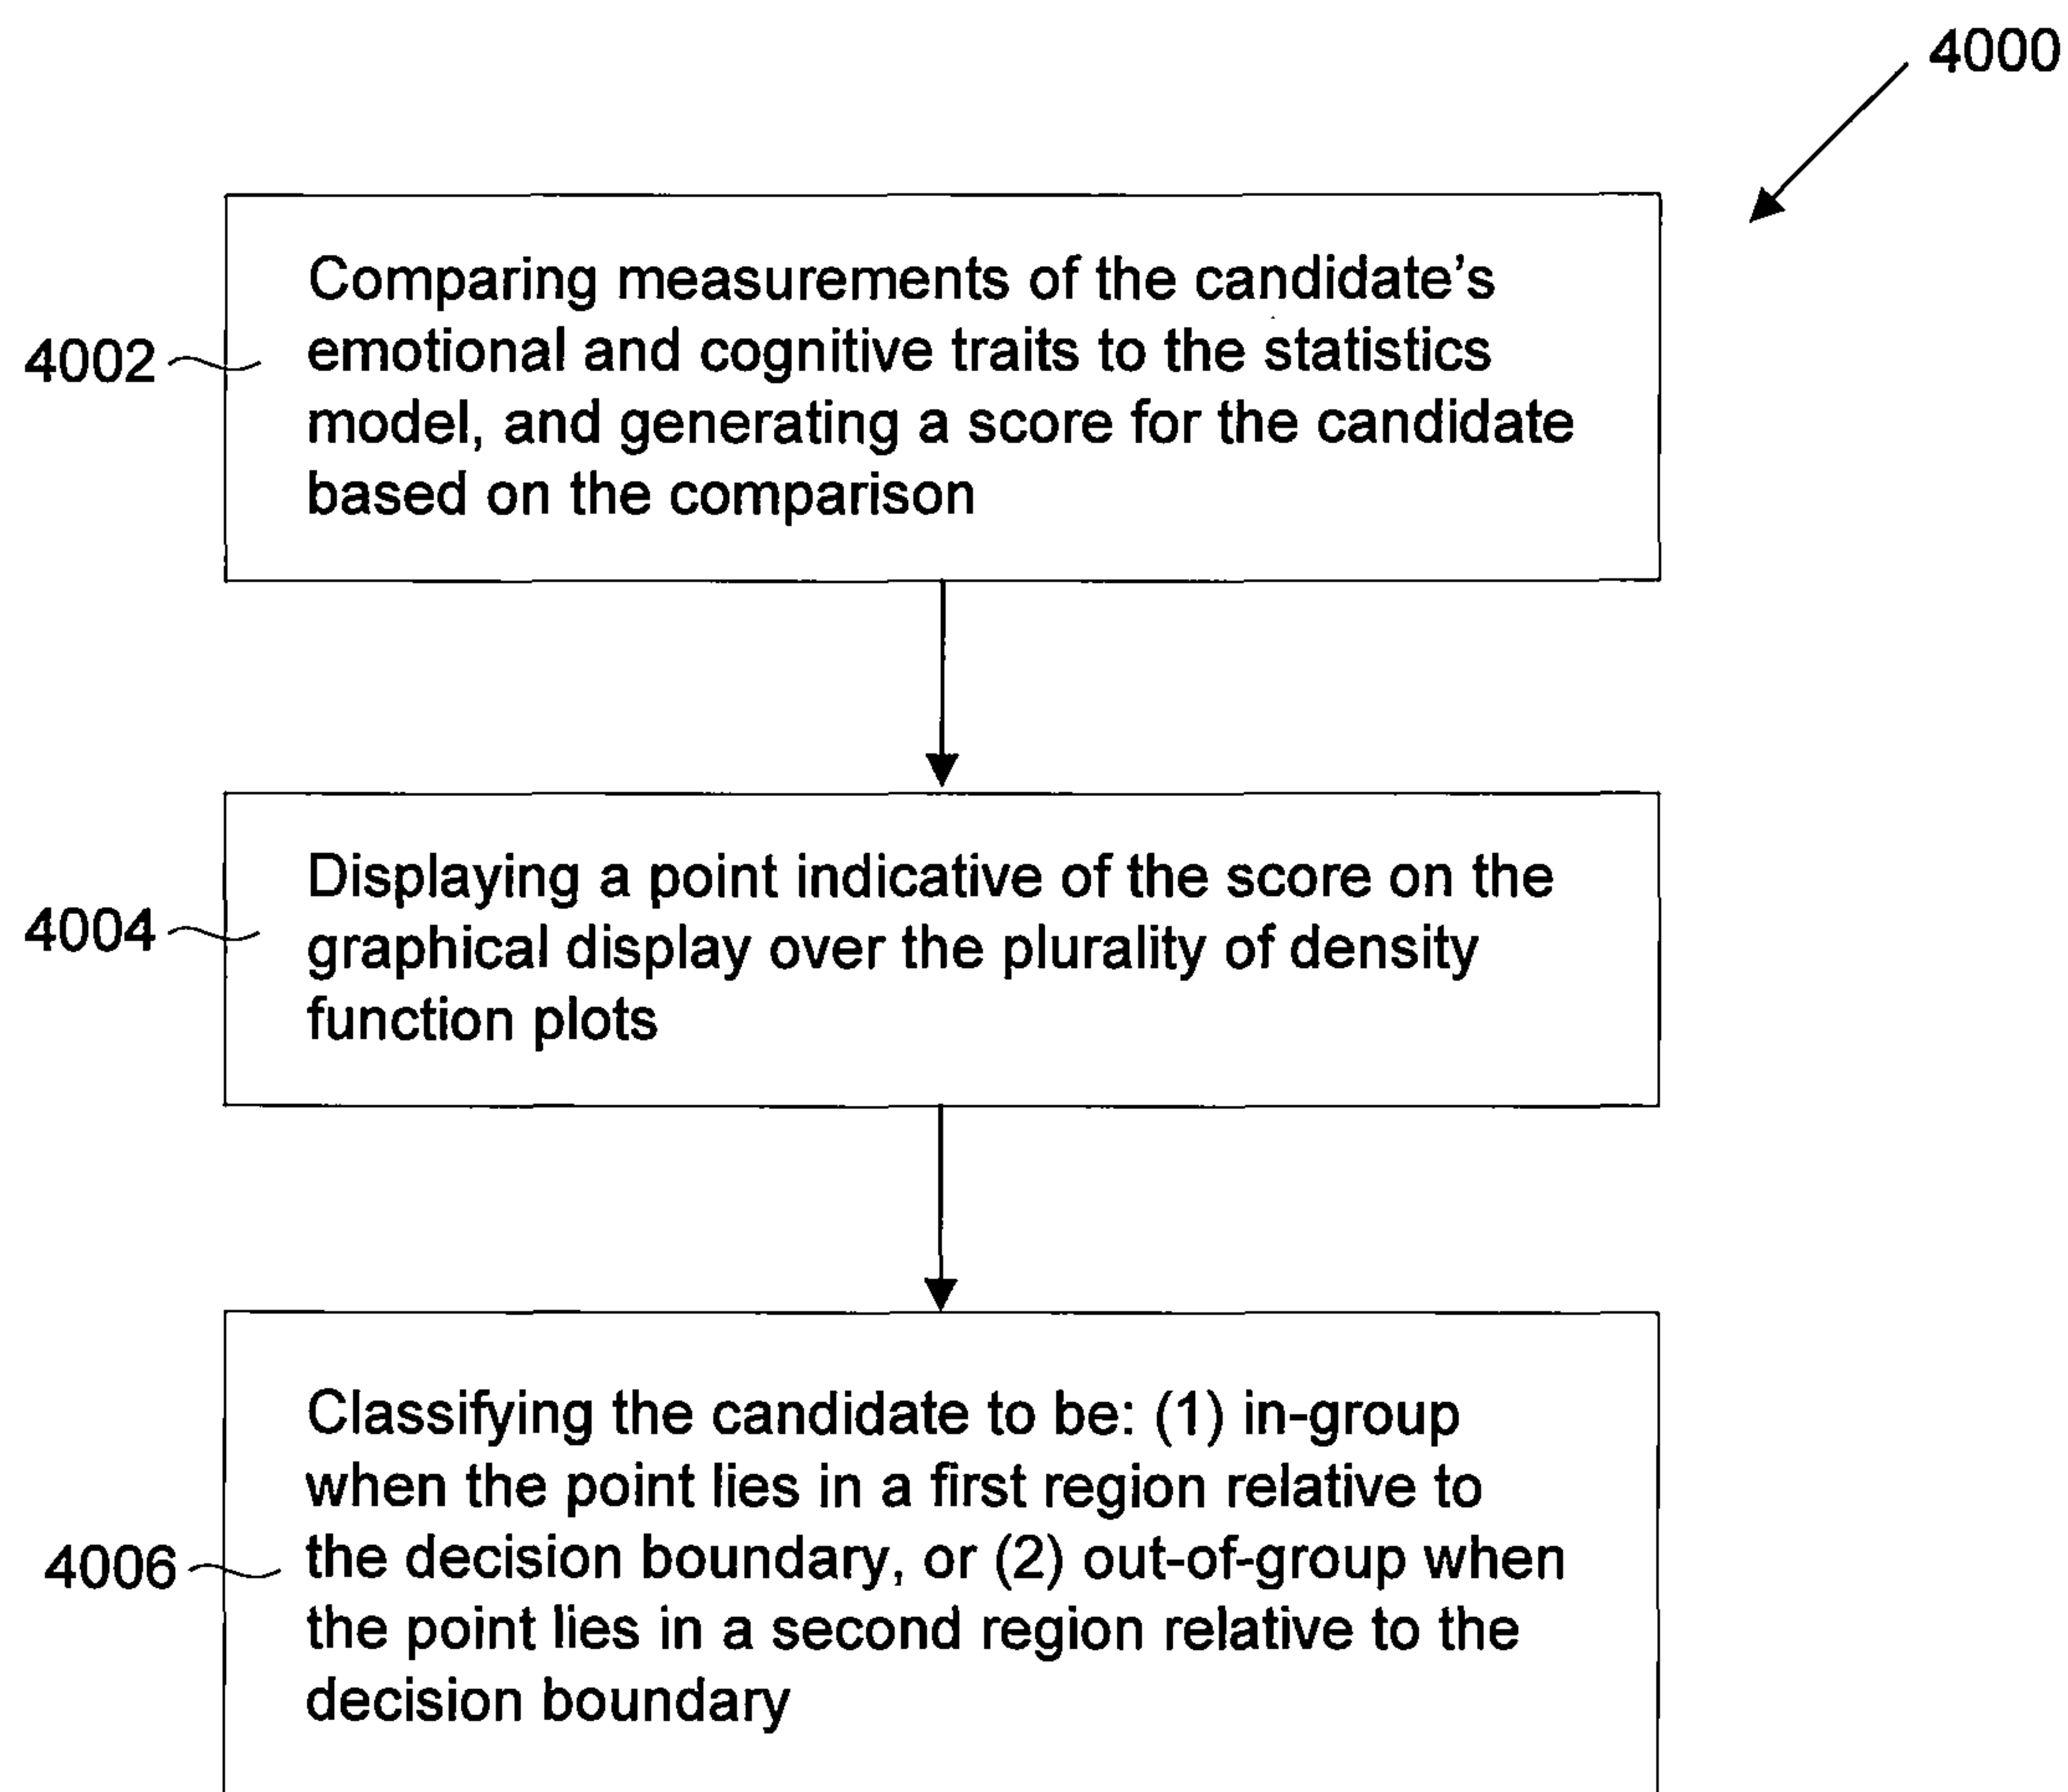 4000
Comparing measurements of the candidate's
emotional and cognitive traits to the statistics
model, and generating a score for the candidate
based on the comparison
4002
Displaying a point indicative of the score on the
graphical display over the plurality of density
function plots
4004
Classifying the candidate to be: (1) in-group
when the point lies in a first region relative to
the decision boundary, or (2) out-of-group when
the point lies in a second region relative to the
decision boundary
4006